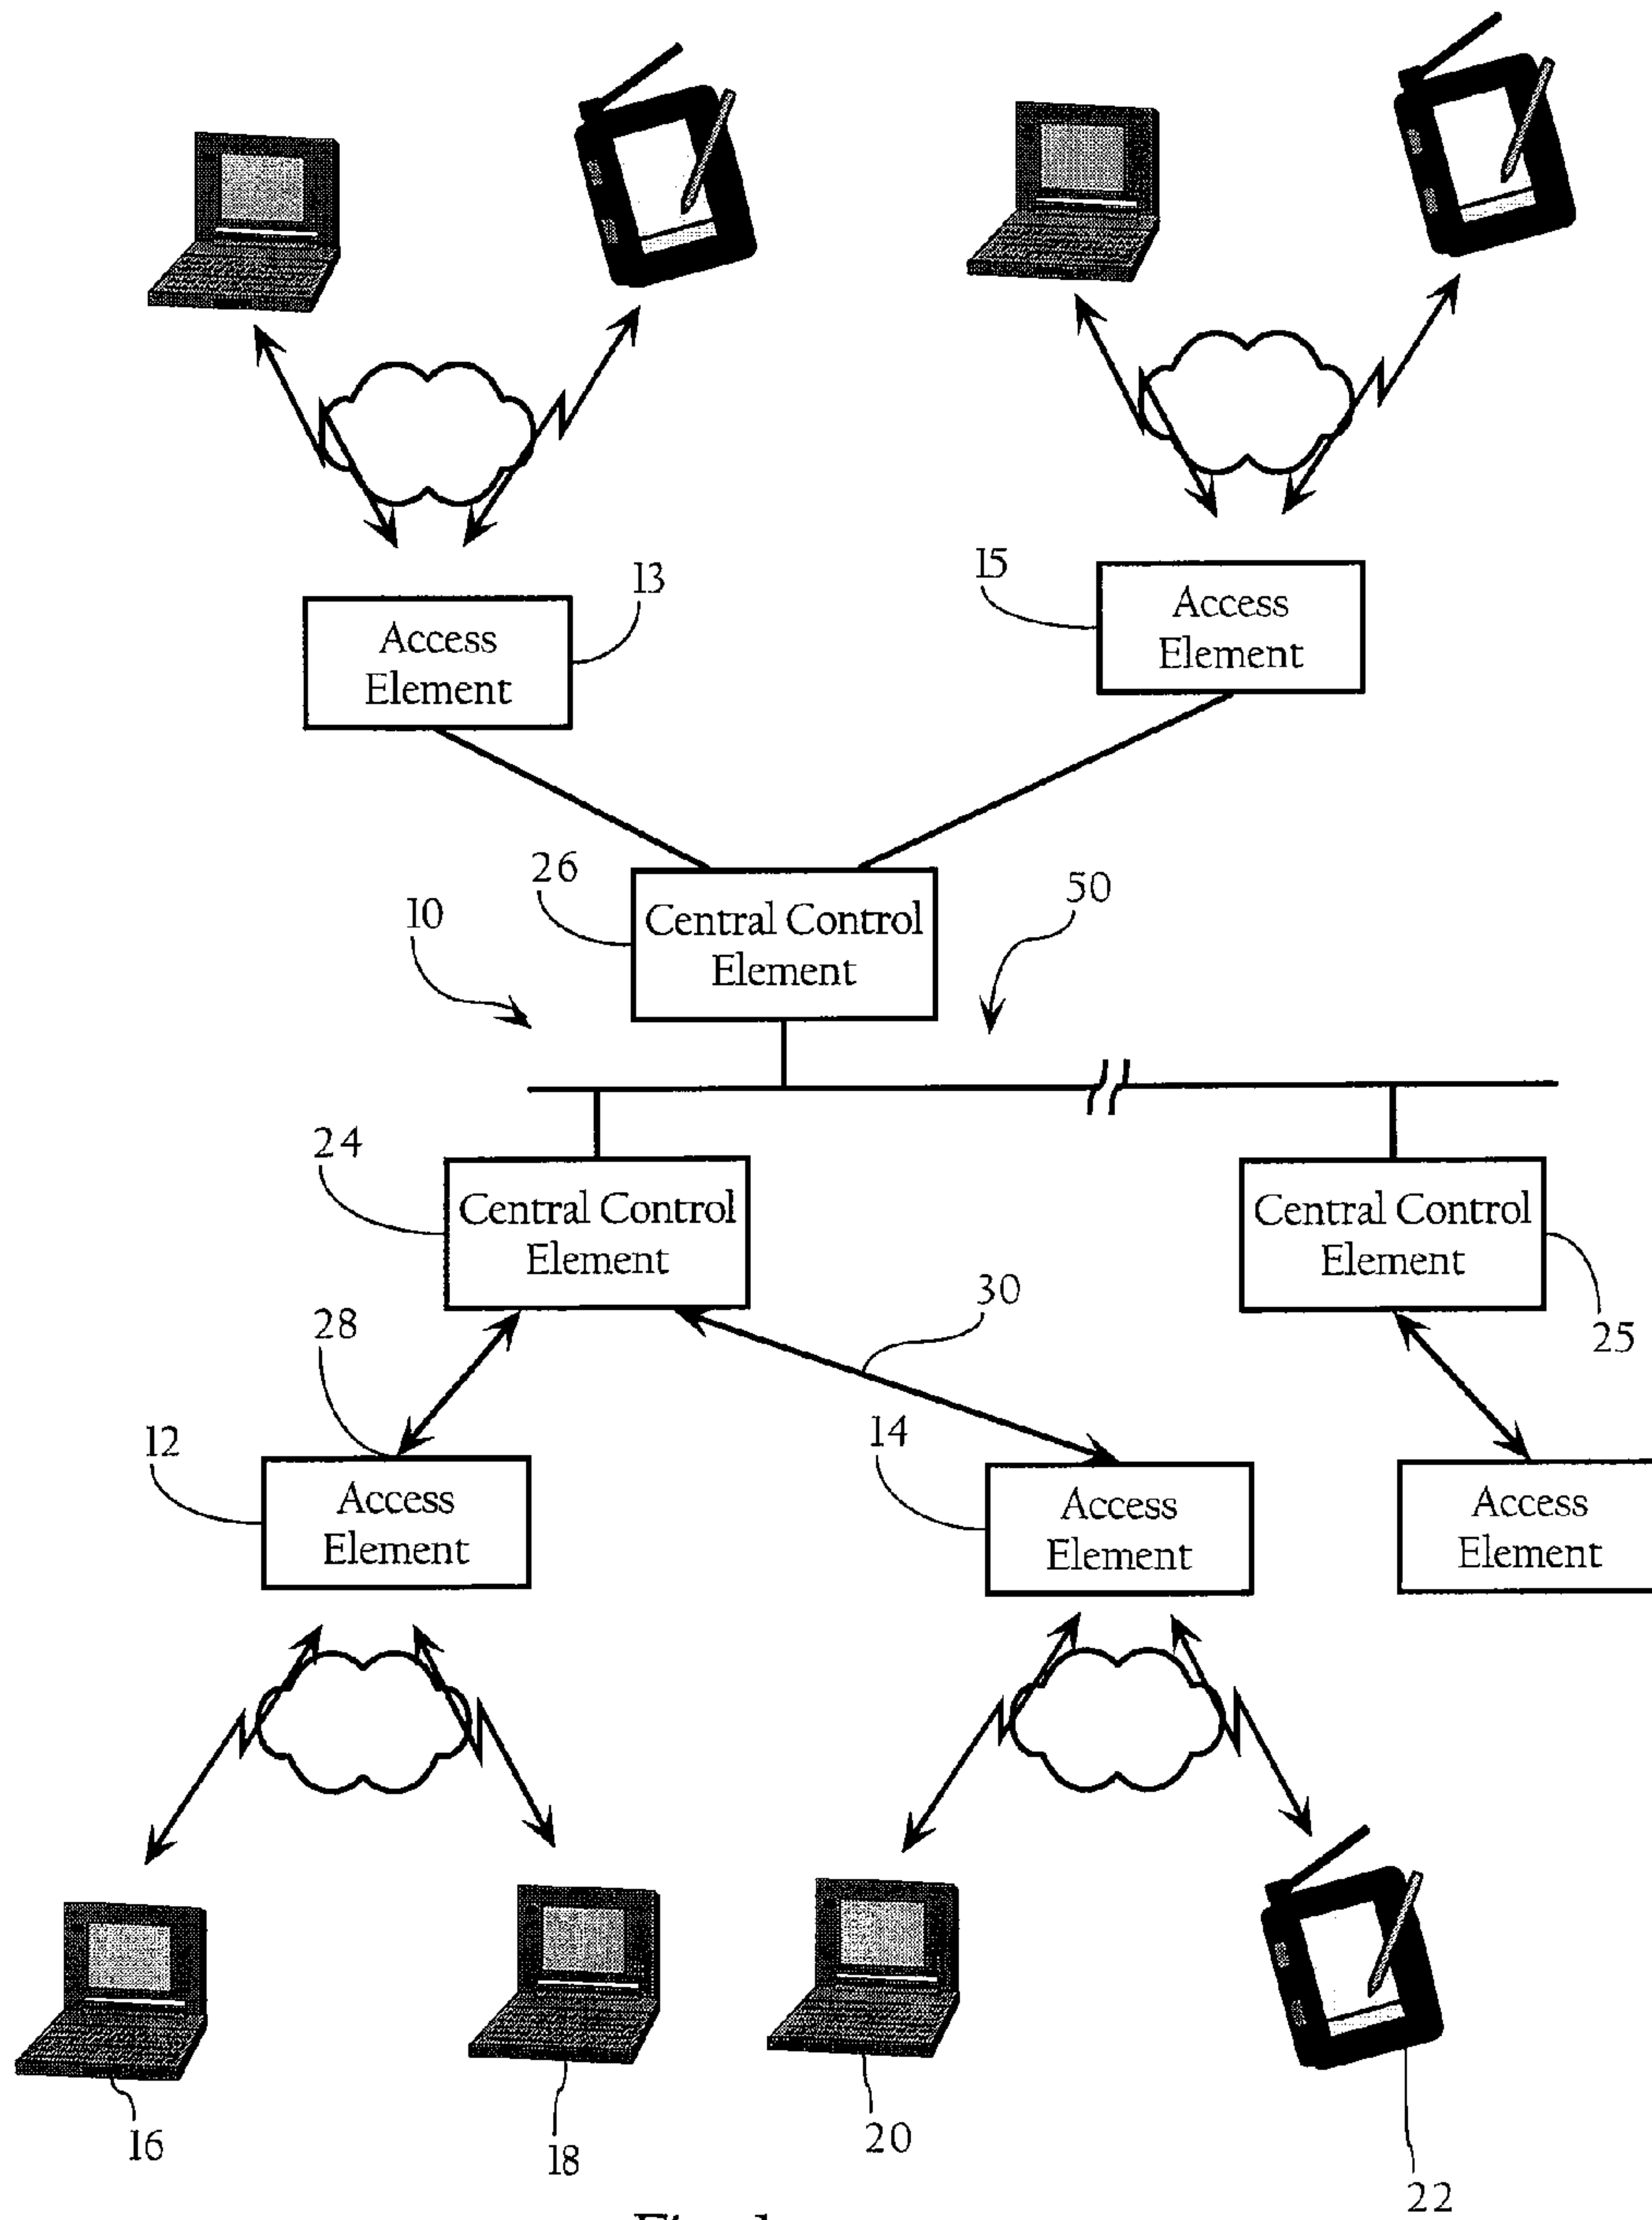 13
15
Access
Element
Access
Element
26
50
10
Central Control
Element
24
Central Control
Element
Central Control
Element
30
28
25
14
12
Access
Element
Access
Element
Access
Element
16
18
20
22